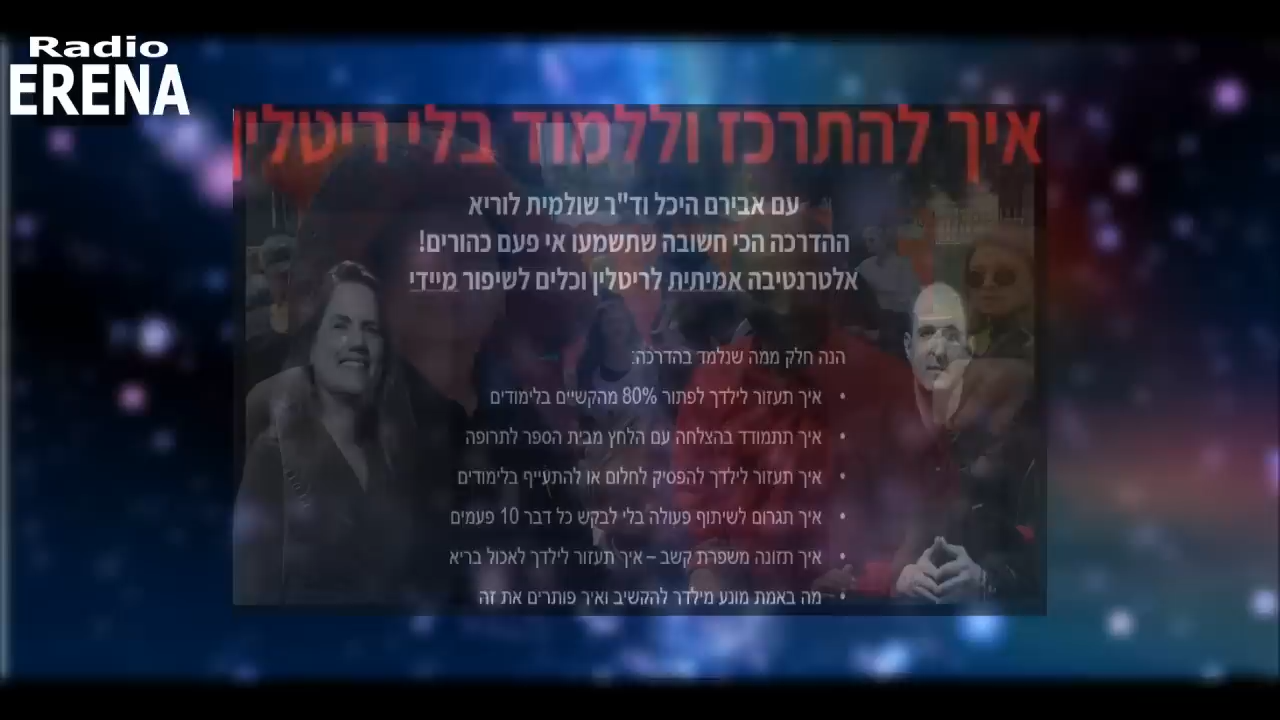 Radio
ERENA
איך להתרכז וללמוד בלי ריטלין
עם אבירם היכל וד"ר שולמית לוריא
ההדרכה הכי חשובה שתשמעו אי פעם כהורים!
אלטרנטיבה אמיתית לריטלין וכלים לשיפור מיידי
הנה חלק ממה שנלמד בהדרכה:
• איך תעזור לילדך לפתור 80% מהקשיים בלימודים
• איך תתמודד בהצלחה עם הלחץ מבית הספר לתרופה
• איך תעזור לילדך להפסיק לחלום או להתעייף בלימודים
• איך תגרום לשיתוף פעולה בלי לבקש כל דבר 10 פעמים
• איך תזונה משפרת קשב – איך תעזור לילדך לאכול בריא
• מה באמת מונע מילדך להקשיב ואיך פותרים את זה